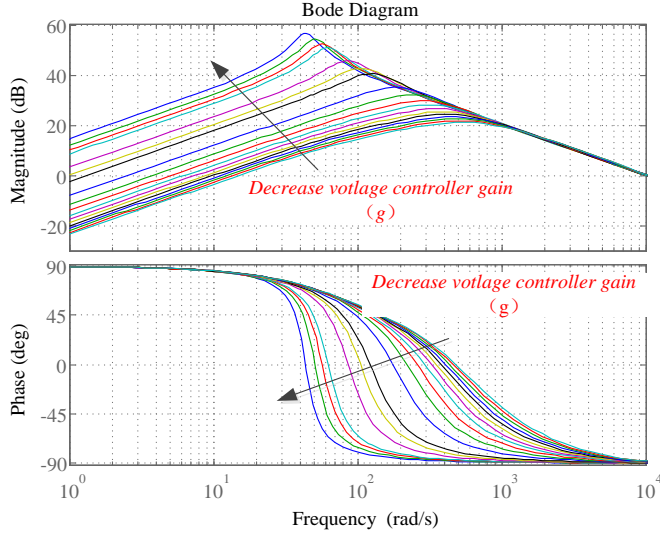 Bode Diagram
60
40
20
0
-20
Magnitude (dB)
Decrease votlage controller gain
(g)
90
45
0
-45
-90
Phase (deg)
Decrease votlage controller gain
(g)
10^0
10^1
10^2
10^3
10^4
Frequency (rad/s)